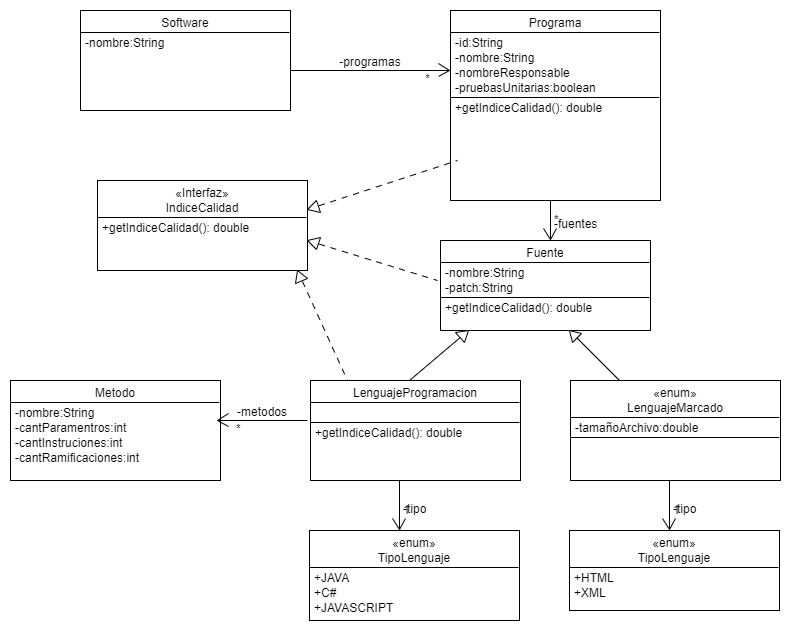 Software
-nombre:String
-programas
*
Programa
-id:String
-nombre:String
-nombreResponsable
-pruebasUnitarias:boolean
+getIndiceCalidad(): double
«Interfaz»
IndiceCalidad
+getIndiceCalidad(): double
*
-fuentes
Fuente
-nombre:String
-patch:String
+getIndiceCalidad(): double
Metodo
-nombre:String
-cantParamentros:int
-cantInstruciones:int
-cantRamificaciones:int
-metodos
*
LenguajeProgramacion
+getIndiceCalidad(): double
«enum»
LenguajeMarcado
-tamañoArchivo:double
-tipo
-tipo
«enum»
TipoLenguaje
+JAVA
+C#
+JAVASCRIPT
«enum»
TipoLenguaje
+HTML
+XML